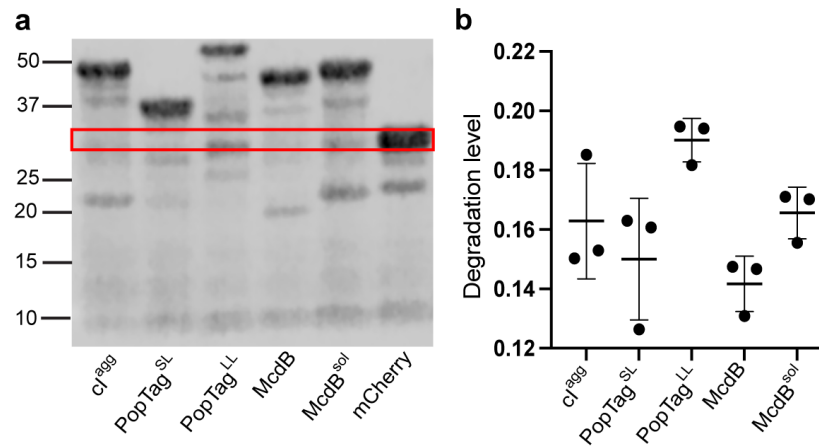 a
50
37
25
20
15
10
cI^agg
PopTag^SL
PopTag^LL
McdB
McdB^sol
mCherry
b
Degradation level
0.22
0.20
0.18
0.16
0.14
0.12
cI^agg
PopTag^SL
PopTag^LL
McdB
McdB^sol